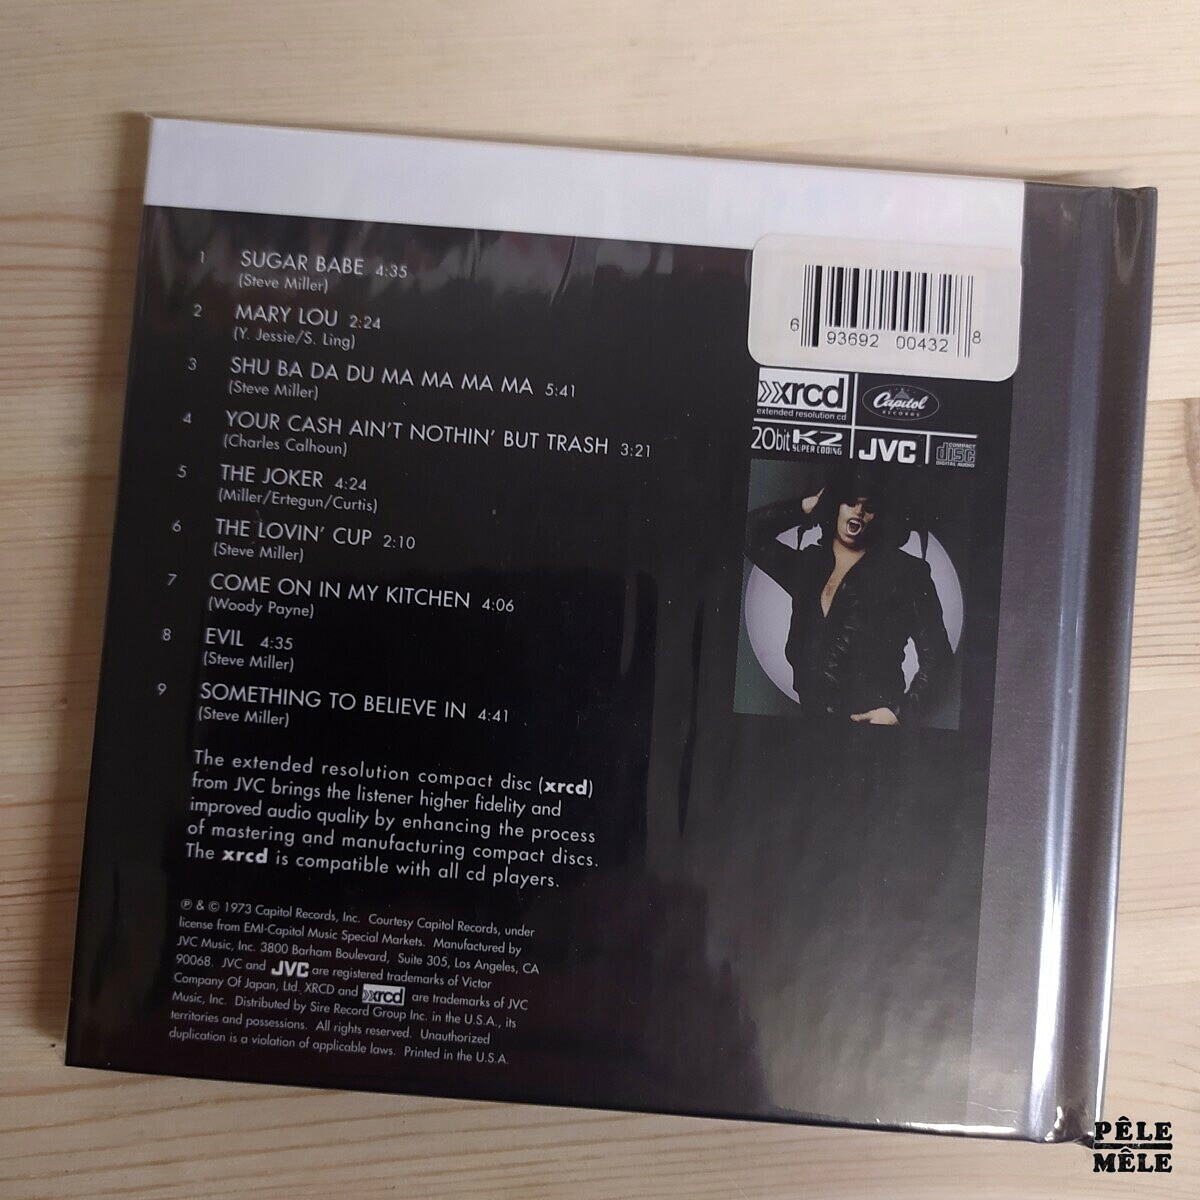 1 SUGAR BABE 4:35
(Steve Miller)
2 MARY LOU 2:24
(Y. Jessie/S. Ling)
3 SHU BA DA DU MA MA MA MA 5:41
(Steve Miller)
4 YOUR CASH AIN'T NOTHIN' BUT TRASH 3:21
(Charles Calhoun)
5 THE JOKER 4:24
(Miller/Ertegun/Curtis)
6 THE LOVIN' CUP 2:10
(Steve Miller)
7 COME ON IN MY KITCHEN 4:06
(Woody Payne)
8 EVIL 4:35
(Steve Miller)
9 SOMETHING TO BELIEVE IN 4:41
(Steve Miller)
The extended resolution compact disc (xrcd)
from JVC brings the listener higher fidelity and
improved audio quality by enhancing the process
of mastering and manufacturing compact discs.
The xrcd is compatible with all cd players.
℗ & © 1973 Capitol Records, Inc. Courtesy Capitol Records, under
license from EMI-Capitol Music Special Markets. Manufactured by
JVC Music, Inc. 3800 Barham Boulevard, Suite 305, Los Angeles, CA
90068. JVC and JVC are registered trademarks of Victor
Company Of Japan, Ltd. XRCD and xrcd are trademarks of JVC
Music, Inc. Distributed by Sire Record Group Inc. in the U.S.A., its
territories and possessions. All rights reserved. Unauthorized
duplication is a violation of applicable laws. Printed in the U.S.A.
6 93692 00432 8
xrcd
extended resolution cd
Capitol
RECORDS
20bit K2
SUPER CODING
JVC
COMPACT
disc
DIGITAL AUDIO
PÊLE
MÊLE